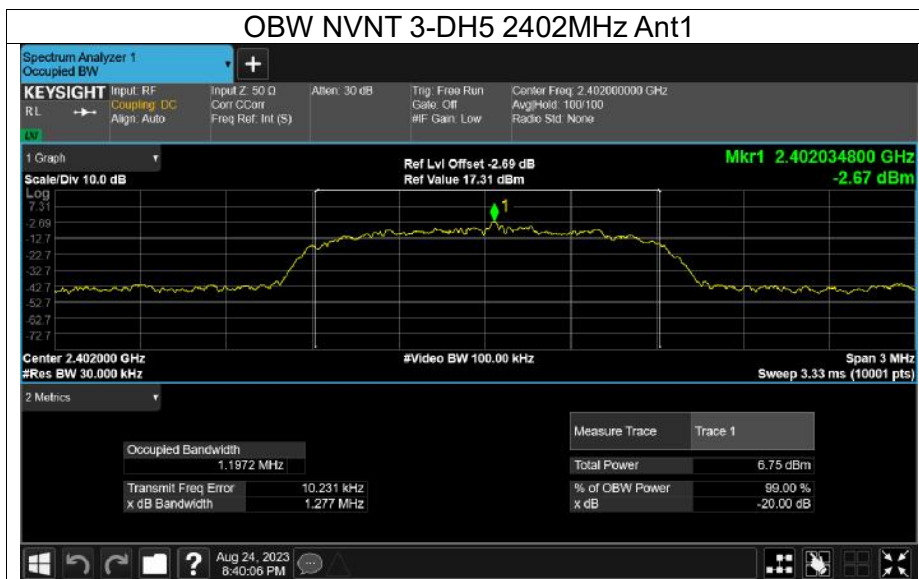 OBW NVNT 3-DH5 2402MHz Ant1
Spectrum Analyzer 1
Occupied BW
+
KEYSIGHT
RL
Input: RF
Coupling: DC
Align: Auto
Input Z: 50 Ω
Corr CCorr
Freq Ref: Int (S)
Atten: 30 dB
Trig: Free Run
Gate: Off
#IF Gain: Low
Center Freq: 2.402000000 GHz
Avg|Hold: 100/100
Radio Std: None
LXI
1 Graph
Scale/Div 10.0 dB
Ref Lvl Offset -2.69 dB
Ref Value 17.31 dBm
Mkr1 2.402034800 GHz
-2.67 dBm
Log
7.31
-2.69
-12.7
-22.7
-32.7
-42.7
-52.7
-62.7
-72.7
1
Center 2.402000 GHz
#Res BW 30.000 kHz
#Video BW 100.00 kHz
Span 3 MHz
Sweep 3.33 ms (10001 pts)
2 Metrics
Occupied Bandwidth
1.1972 MHz
Transmit Freq Error 10.231 kHz
x dB Bandwidth 1.277 MHz
Measure Trace Trace 1
Total Power 6.75 dBm
% of OBW Power 99.00 %
x dB -20.00 dB
?
Aug 24, 2023
8:40:06 PM